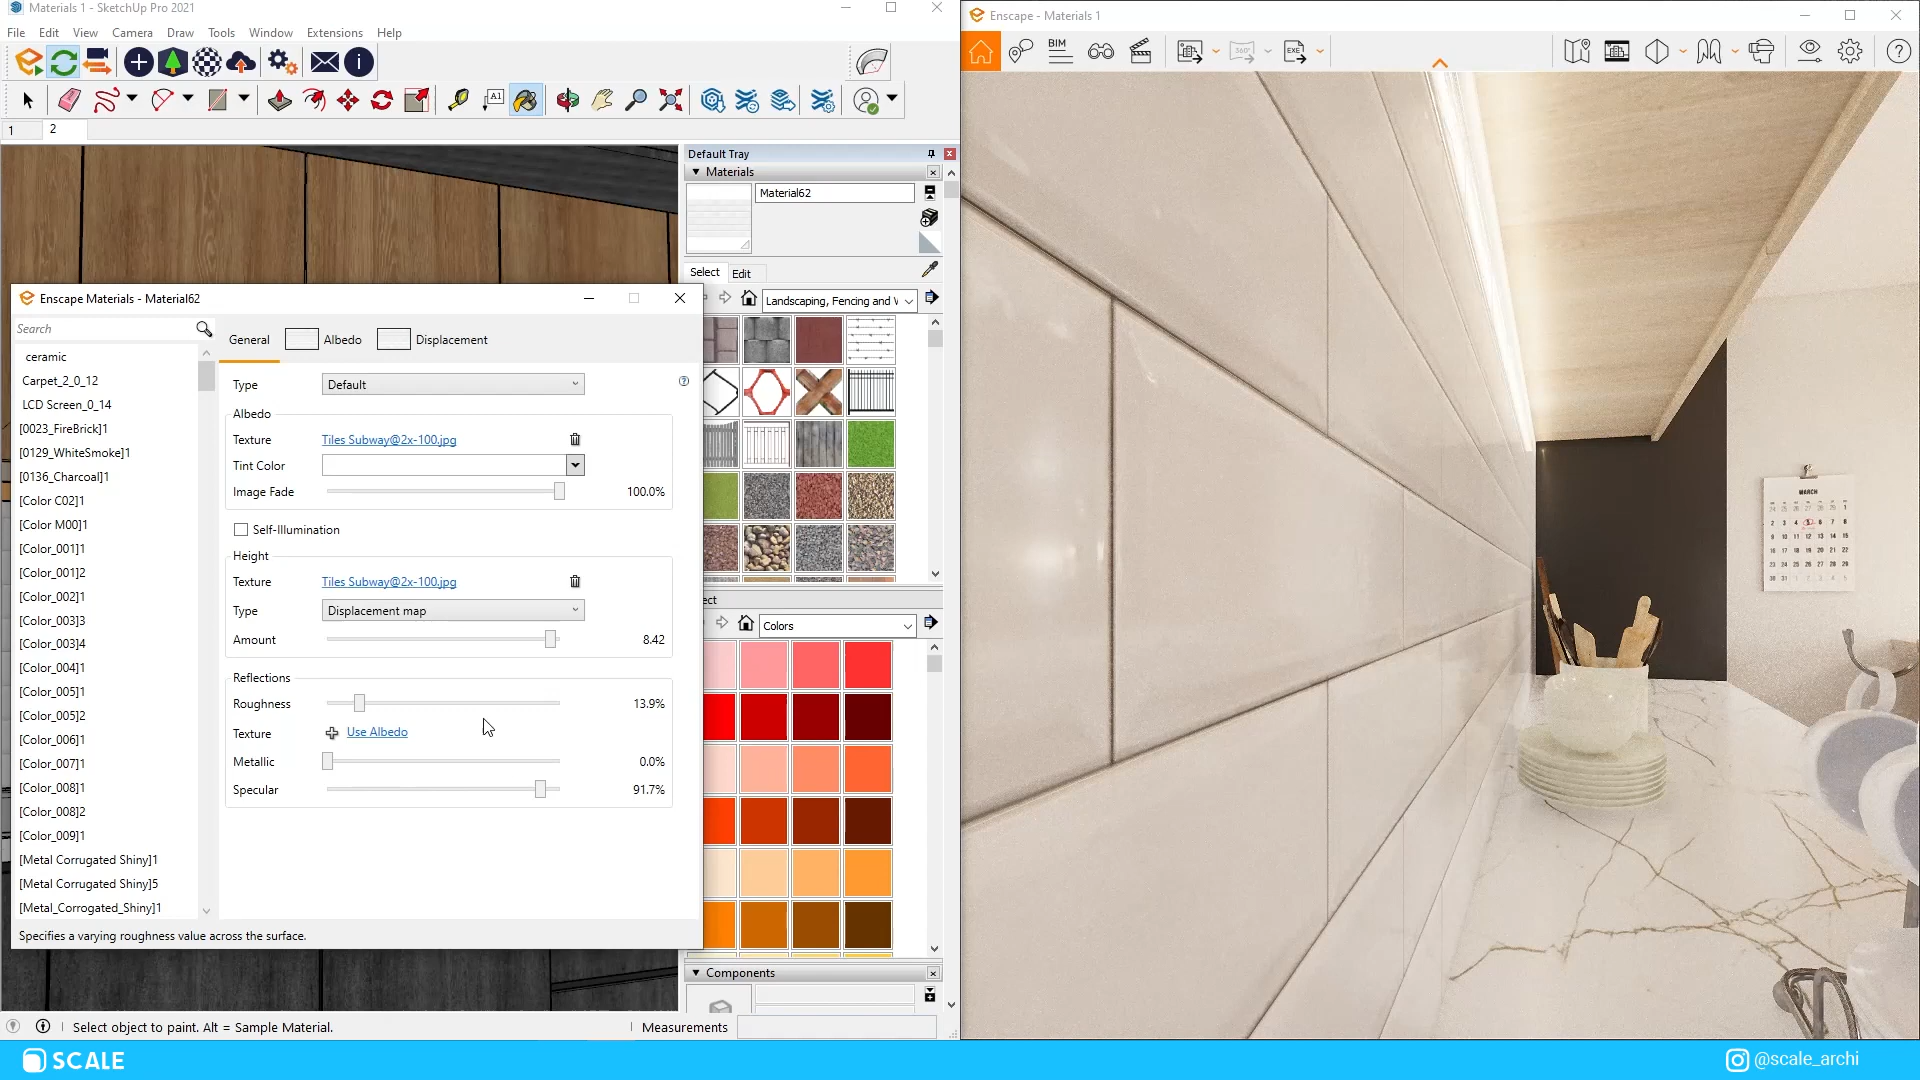 Materials 1 - SketchUp Pro 2021
File Edit View Camera Draw Tools Window Extensions Help
A1
1 2
Default Tray
Materials
Material62
Select Edit
Landscaping, Fencing and V
Enscape Materials - Material62
Search
General Albedo Displacement
ceramic
Carpet_2_0_12
LCD Screen_0_14
[0023_FireBrick]1
[0129_WhiteSmoke]1
[0136_Charcoal]1
[Color C02]1
[Color M00]1
[Color_001]1
[Color_001]2
[Color_002]1
[Color_003]3
[Color_003]4
[Color_004]1
[Color_005]1
[Color_005]2
[Color_006]1
[Color_007]1
[Color_008]1
[Color_008]2
[Color_009]1
[Metal Corrugated Shiny]1
[Metal Corrugated Shiny]5
[Metal_Corrogated_Shiny]1
Type Default
Albedo
Texture Tiles Subway@2x-100.jpg
Tint Color
Image Fade 100.0%
Self-Illumination
Height
Texture Tiles Subway@2x-100.jpg
Type Displacement map
Amount 8.42
Reflections
Roughness 13.9%
Texture Use Albedo
Metallic 0.0%
Specular 91.7%
Specifies a varying roughness value across the surface.
ect
Colors
Components
Select object to paint. Alt = Sample Material.
Measurements
Enscape - Materials 1
BIM
360°
EXE
MARCH
SCALE
@scale_archi